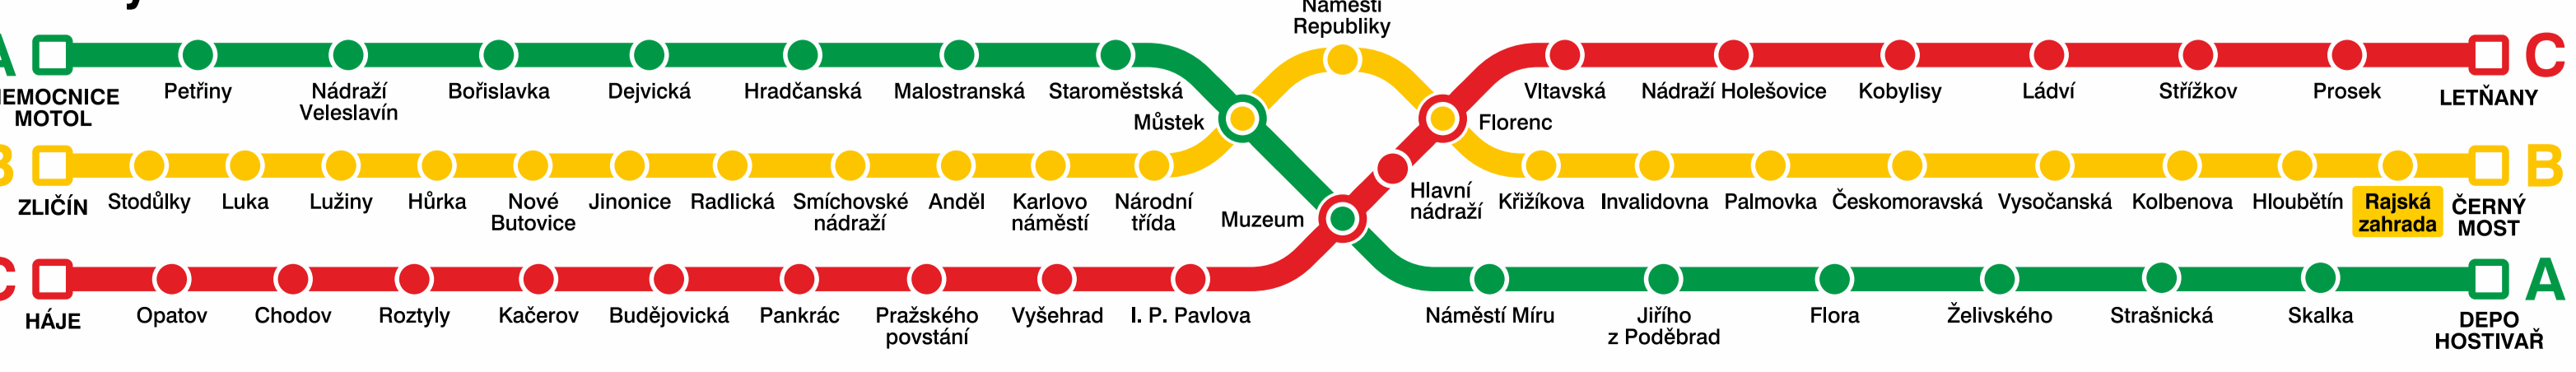 Náměstí
Republiky
A
C
NEMOCNICE
MOTOL
Petřiny
Nádraží
Veleslavín
Bořislavka
Dejvická
Hradčanská
Malostranská
Staroměstská
Můstek
Florenc
Vltavská
Nádraží Holešovice
Kobylisy
Ládví
Střížkov
Prosek
LETŇANY
B
B
ZLIČÍN
Stodůlky
Luka
Lužiny
Hůrka
Nové
Butovice
Jinonice
Radlická
Smíchovské
nádraží
Anděl
Karlovo
náměstí
Národní
třída
Muzeum
Hlavní
nádraží
Křižíkova
Invalidovna
Palmovka
Českomoravská
Vysočanská
Kolbenova
Hloubětín
Rajská
zahrada
ČERNÝ
MOST
C
A
HÁJE
Opatov
Chodov
Roztyly
Kačerov
Budějovická
Pankrác
Pražského
povstání
Vyšehrad
I. P. Pavlova
Náměstí Míru
Jiřího
z Poděbrad
Flora
Želivského
Strašnická
Skalka
DEPO
HOSTIVAŘ